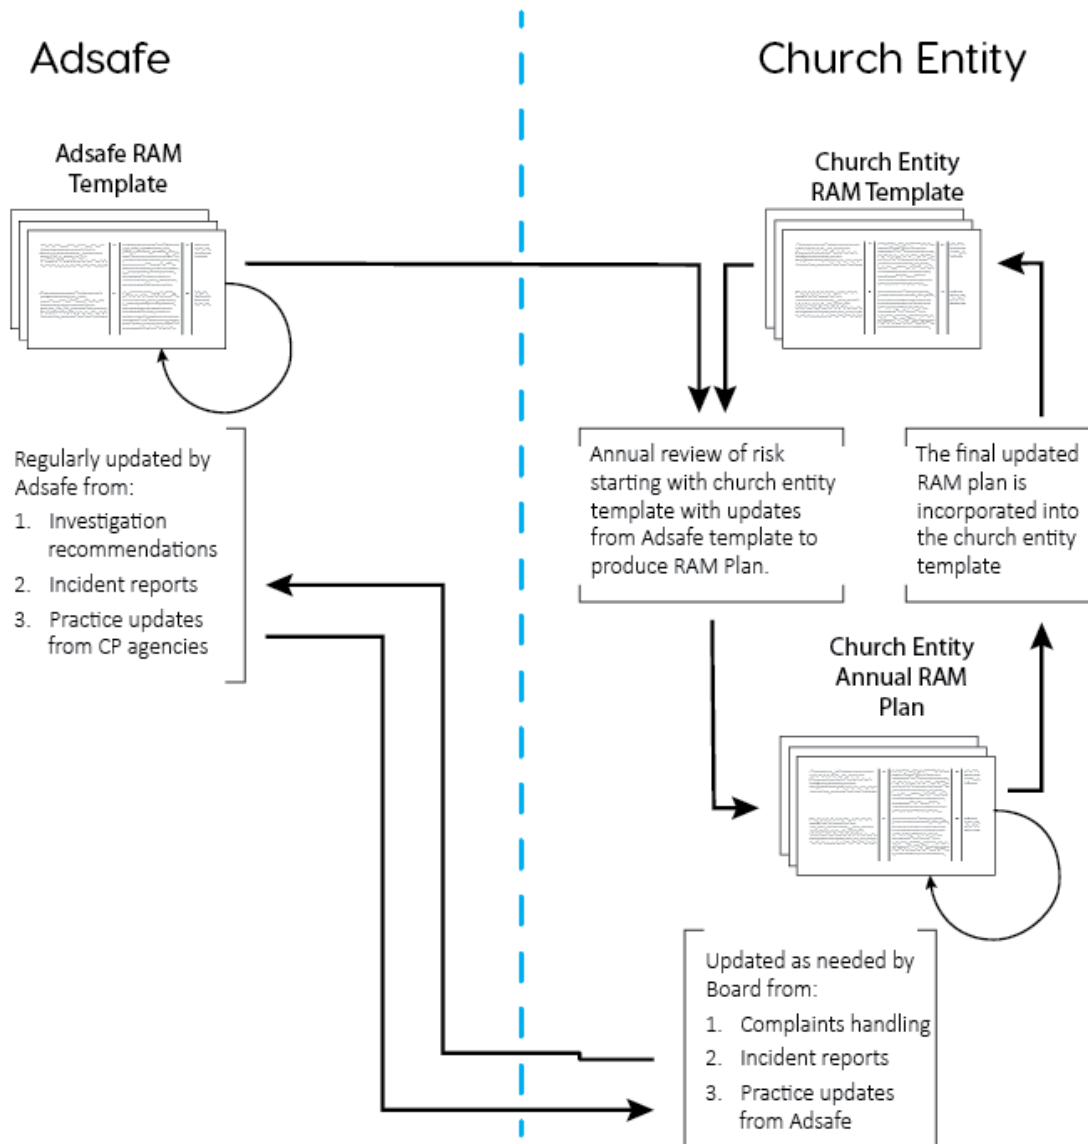 Adsafe
Church Entity
Adsafe RAM
Template
Church Entity
RAM Template
Regularly updated by
Adsafe from:
1. Investigation
recommendations
2. Incident reports
3. Practice updates
from CP agencies
Annual review of risk
starting with church entity
template with updates
from Adsafe template to
produce RAM Plan.
The final updated
RAM plan is
incorporated into
the church entity
template
Church Entity
Annual RAM
Plan
Updated as needed by
Board from:
1. Complaints handling
2. Incident reports
3. Practice updates
from Adsafe